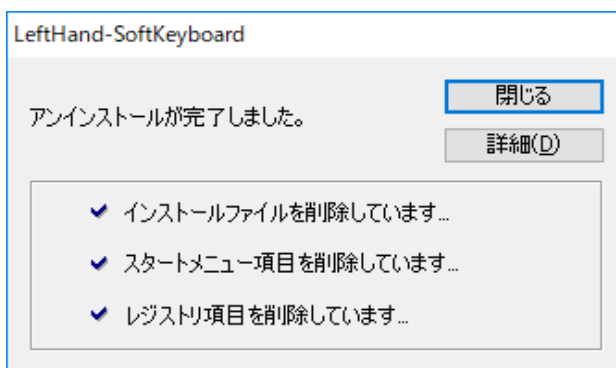 LeftHand-SoftKeyboard
アンインストールが完了しました。
閉じる
詳細(D)
インストールファイルを削除しています...
スタートメニュー項目を削除しています...
レジストリ項目を削除しています...